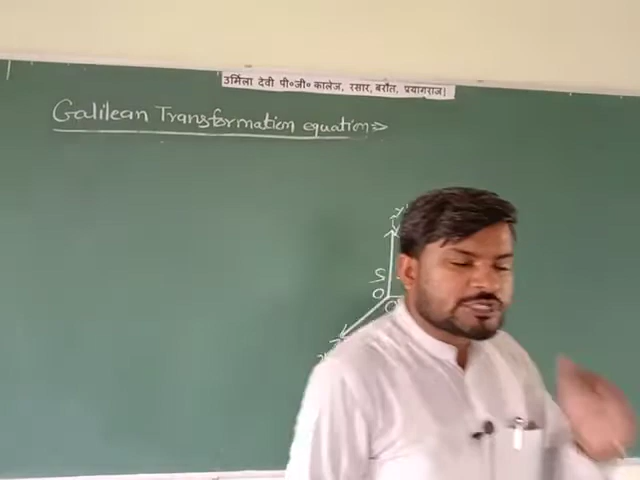 उर्मिला देवी पी०जी० कालेज, रसार, बरौत, प्रयागराज।
Galilean Transformation equation ⇒
Y'
S
O